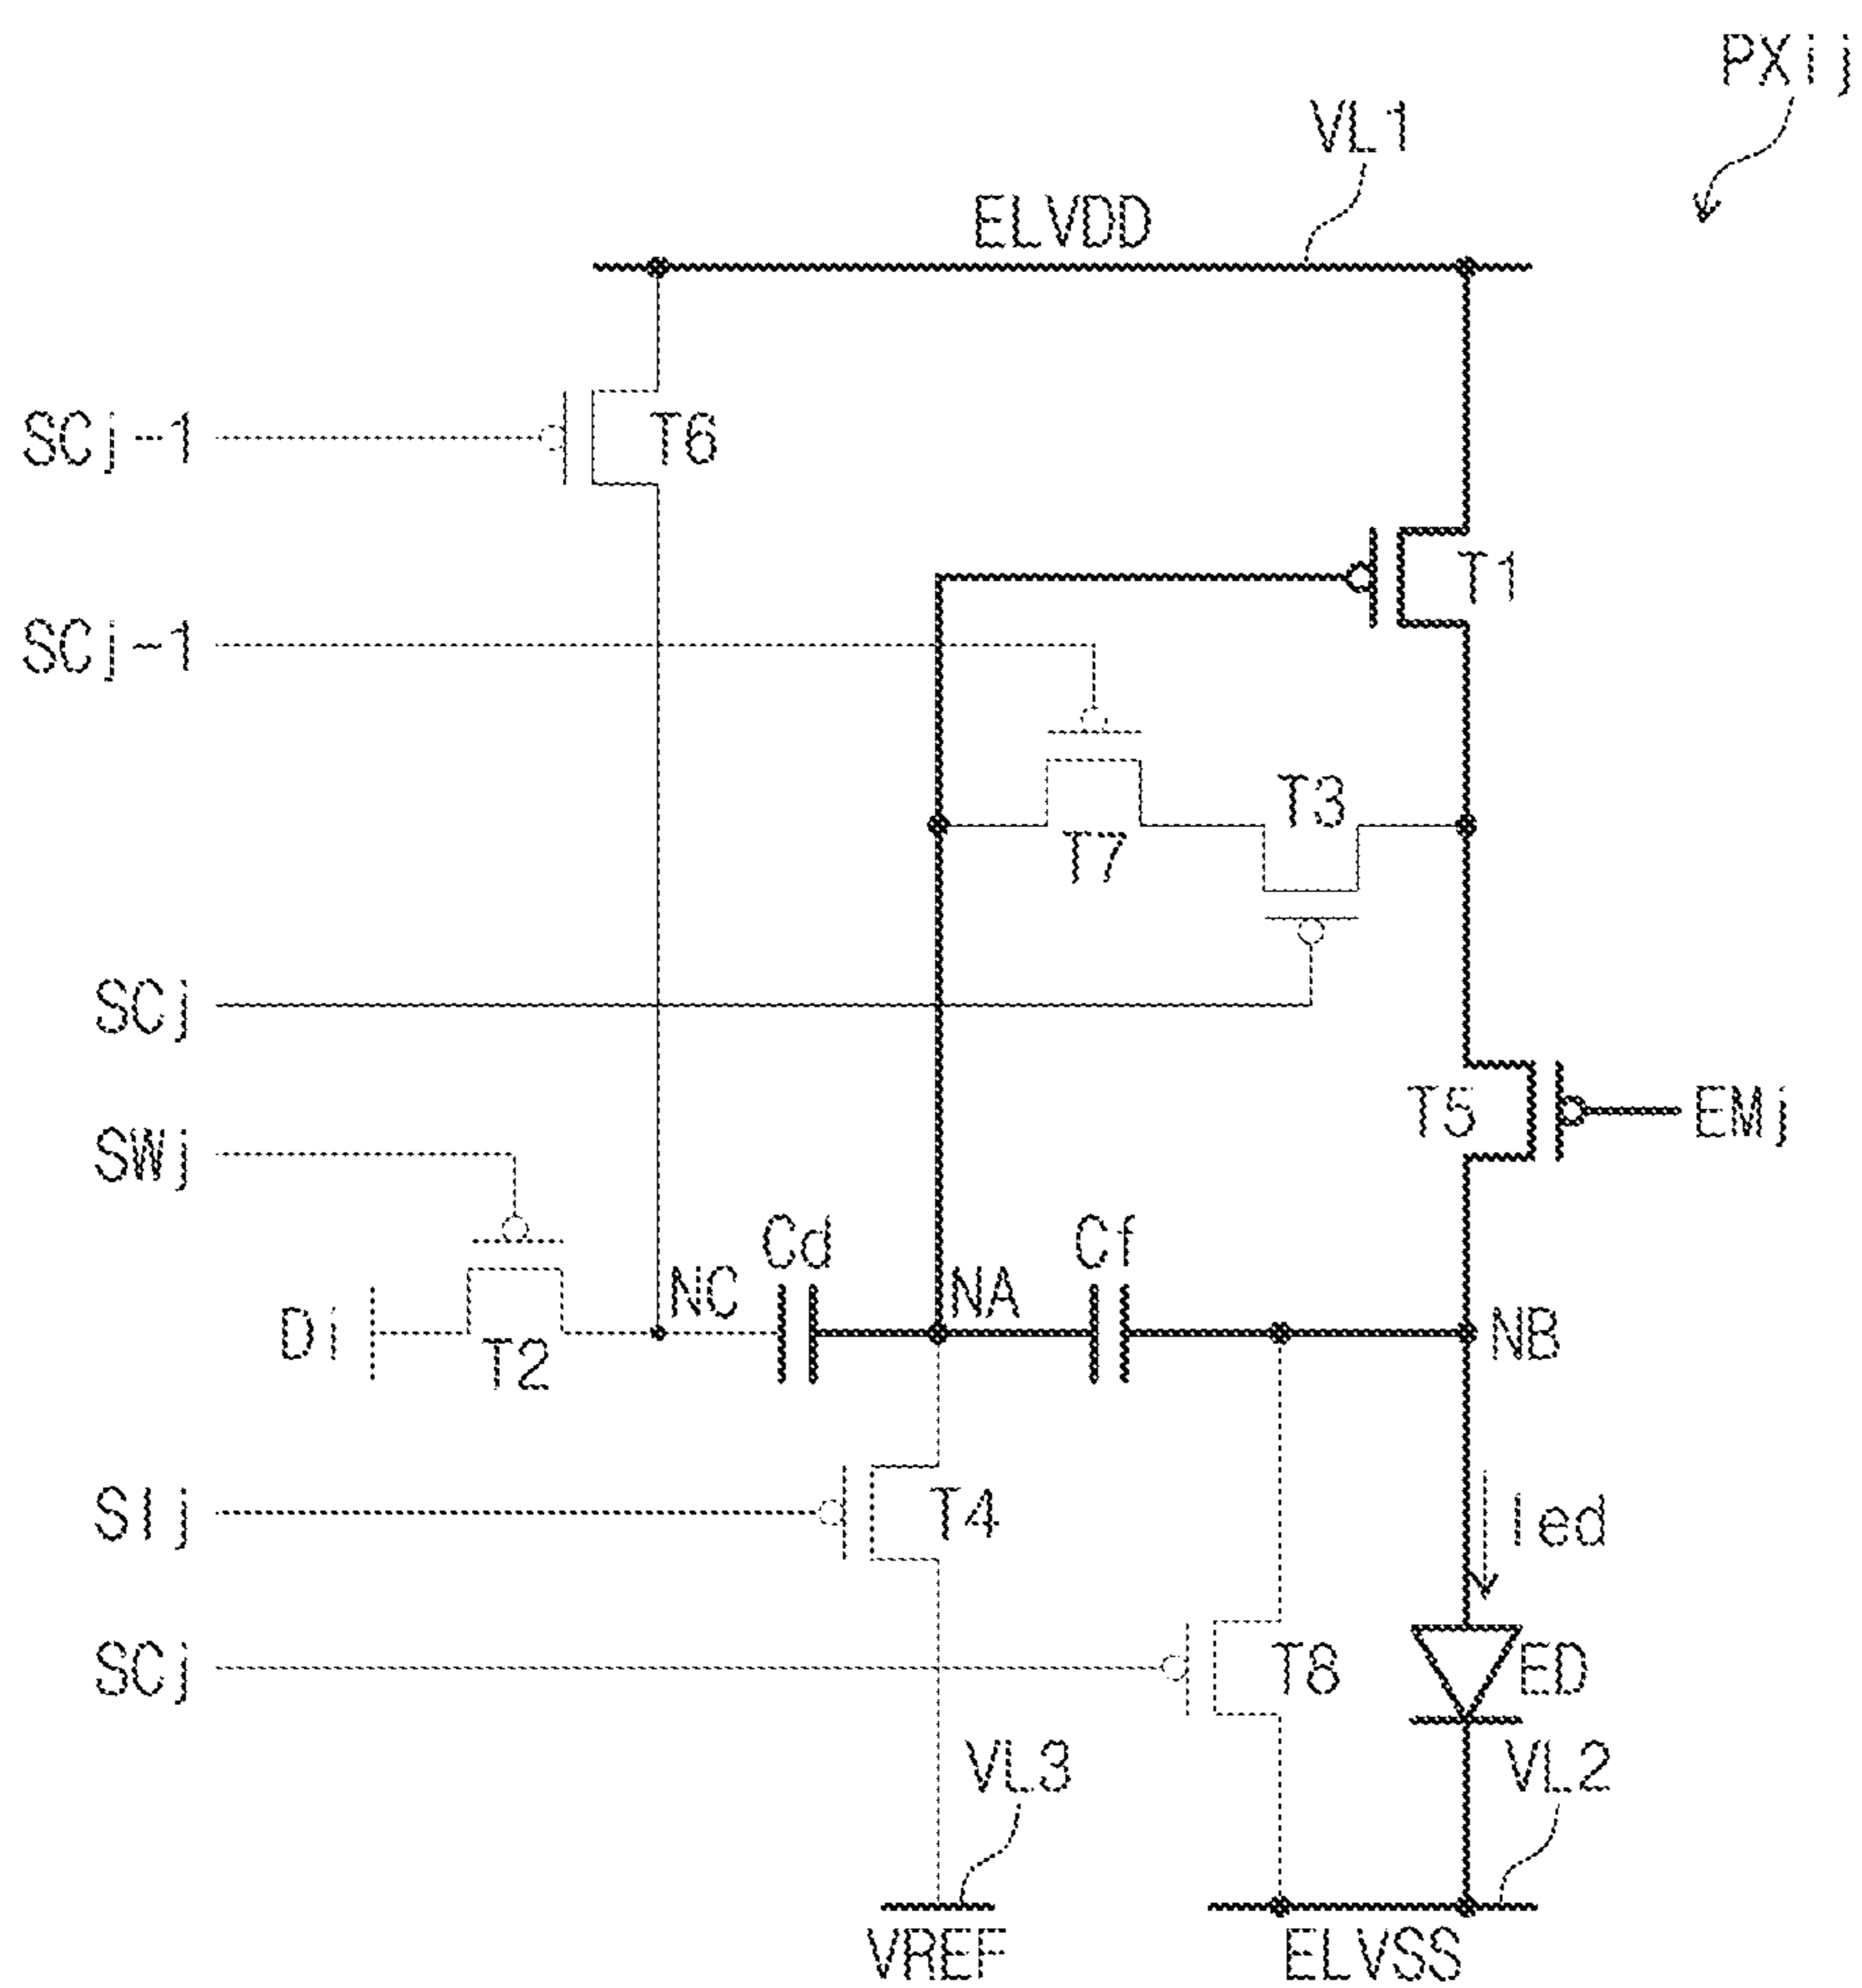 PXij
VL1
ELVDD
SCj-1
T6
T1
SCj-1
T3
T7
SCj
T5
EMj
SWj
Cd
Cf
NC
NA
NB
Di
T2
SIj
T4
Ied
SCj
T8
ED
VL3
VL2
VREF
ELVSS